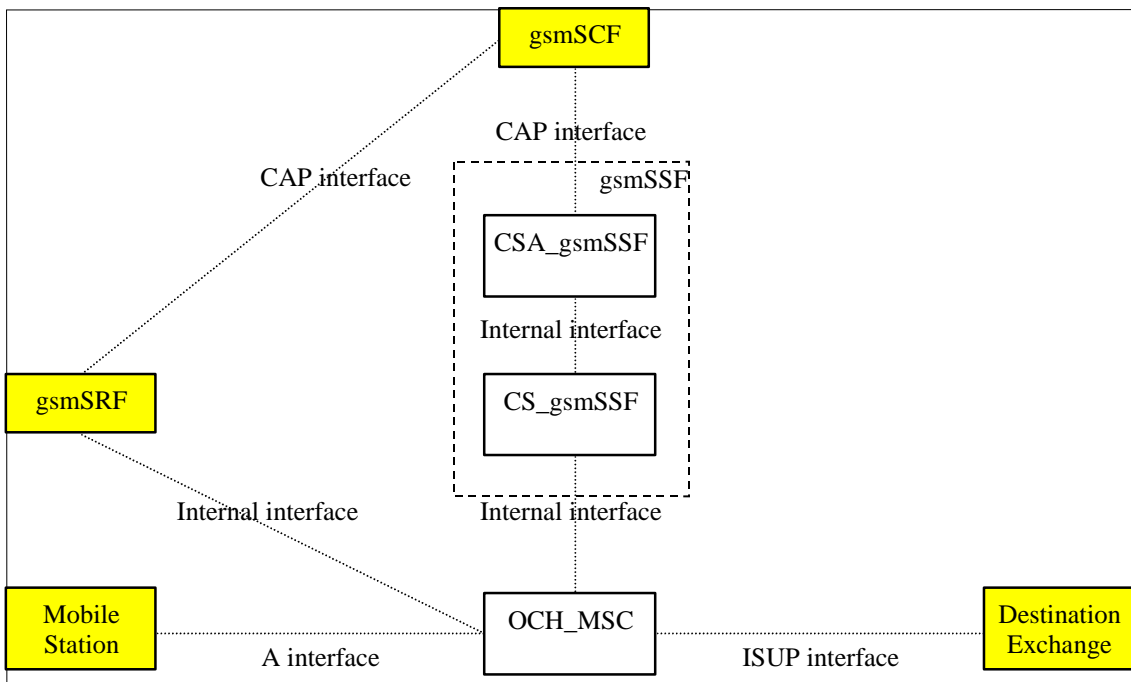 gsmSCF
CAP interface
CAP interface
gsmSSF
CSA_gsmSSF
Internal interface
gsmSRF
CS_gsmSSF
Internal interface
Internal interface
Mobile
Station
OCH_MSC
Destination
Exchange
A interface
ISUP interface